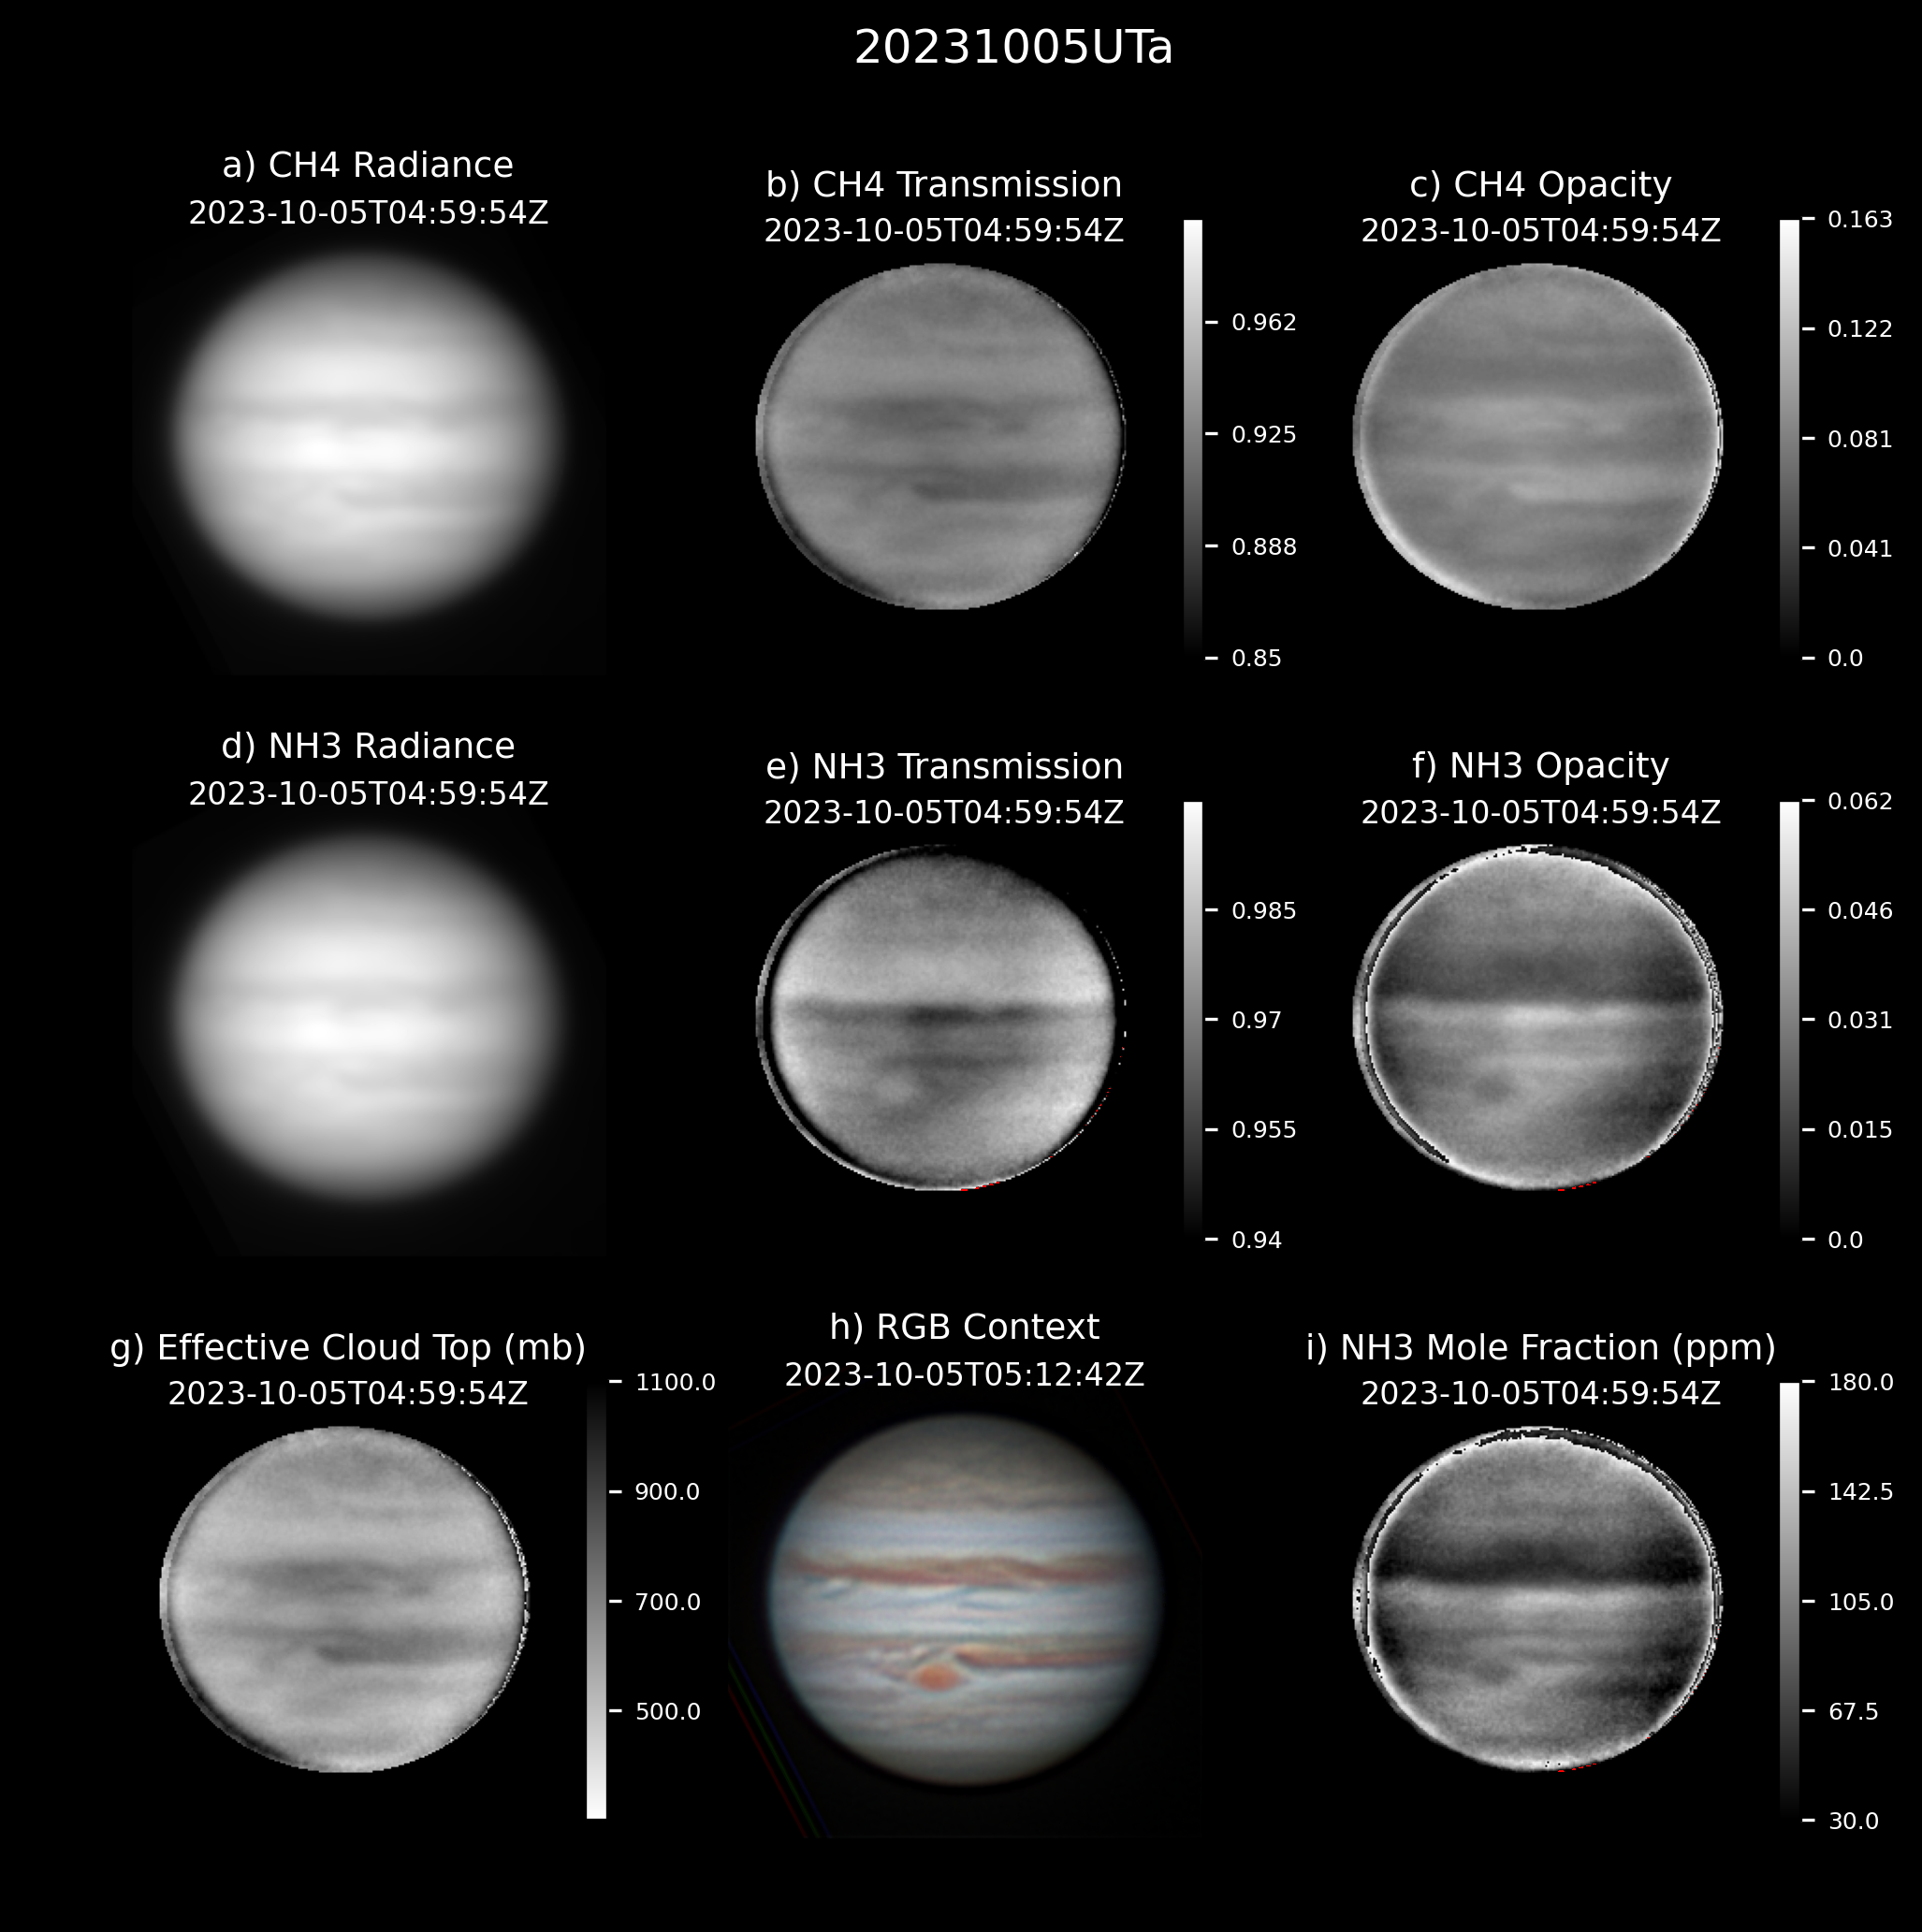 20231005UTa
a) CH4 Radiance
2023-10-05T04:59:54Z
b) CH4 Transmission
2023-10-05T04:59:54Z
0.962
0.925
0.888
0.85
c) CH4 Opacity
2023-10-05T04:59:54Z
0.163
0.122
0.081
0.041
0.0
d) NH3 Radiance
2023-10-05T04:59:54Z
e) NH3 Transmission
2023-10-05T04:59:54Z
0.985
0.97
0.955
0.94
f) NH3 Opacity
2023-10-05T04:59:54Z
0.062
0.046
0.031
0.015
0.0
g) Effective Cloud Top (mb)
2023-10-05T04:59:54Z
1100.0
900.0
700.0
500.0
h) RGB Context
2023-10-05T05:12:42Z
i) NH3 Mole Fraction (ppm)
2023-10-05T04:59:54Z
180.0
142.5
105.0
67.5
30.0